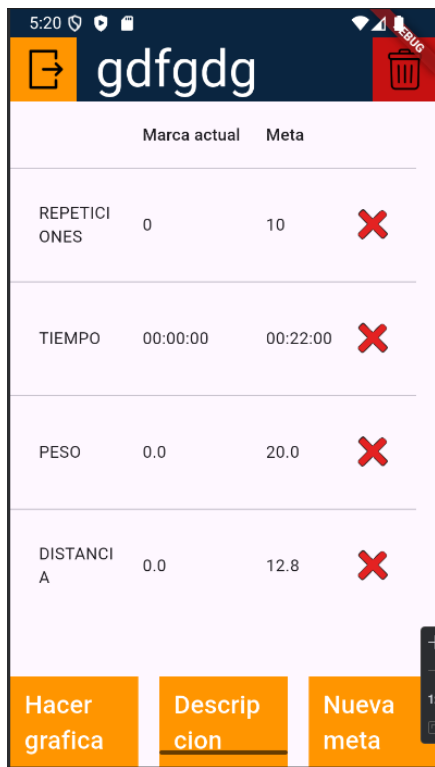 5:20
DEBUG
gdfgdg
Marca actual Meta
REPETICI
ONES
0 10
TIEMPO 00:00:00 00:22:00
PESO 0.0 20.0
DISTANCI
A
0.0 12.8
Hacer
grafica
Descrip
cion
Nueva
meta